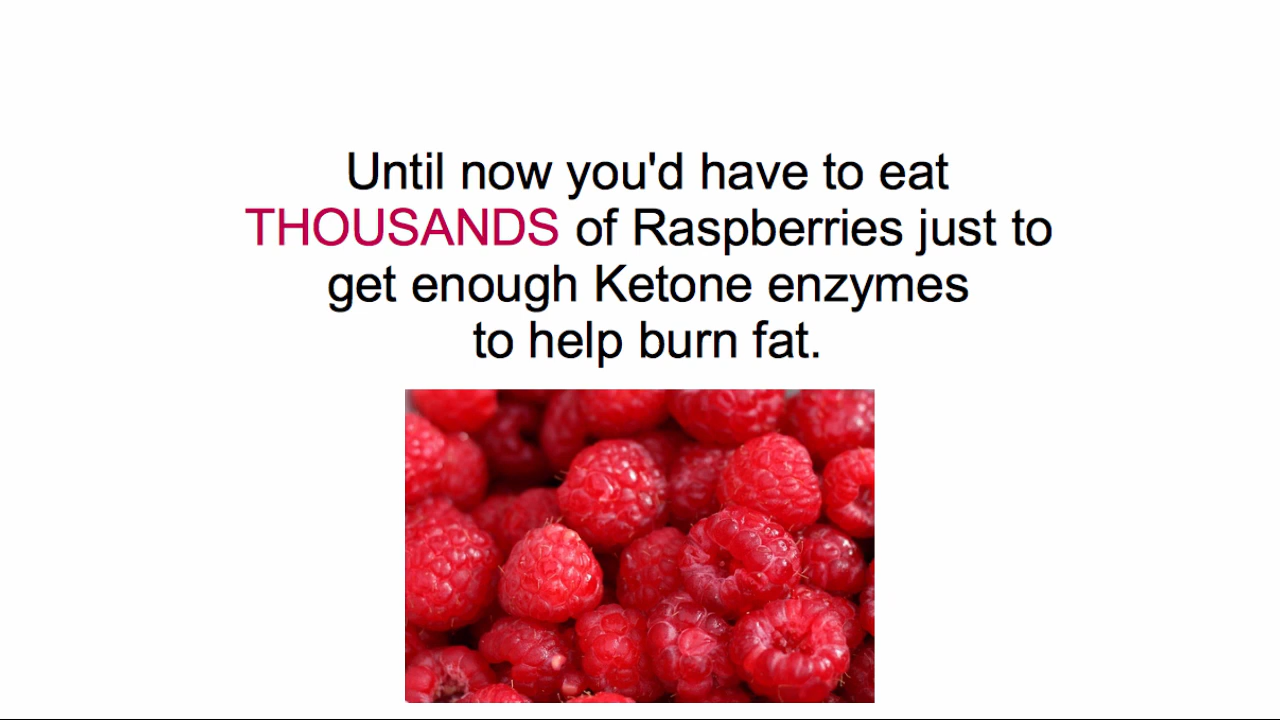 Until now you'd have to eat
THOUSANDS of Raspberries just to
get enough Ketone enzymes
to help burn fat.